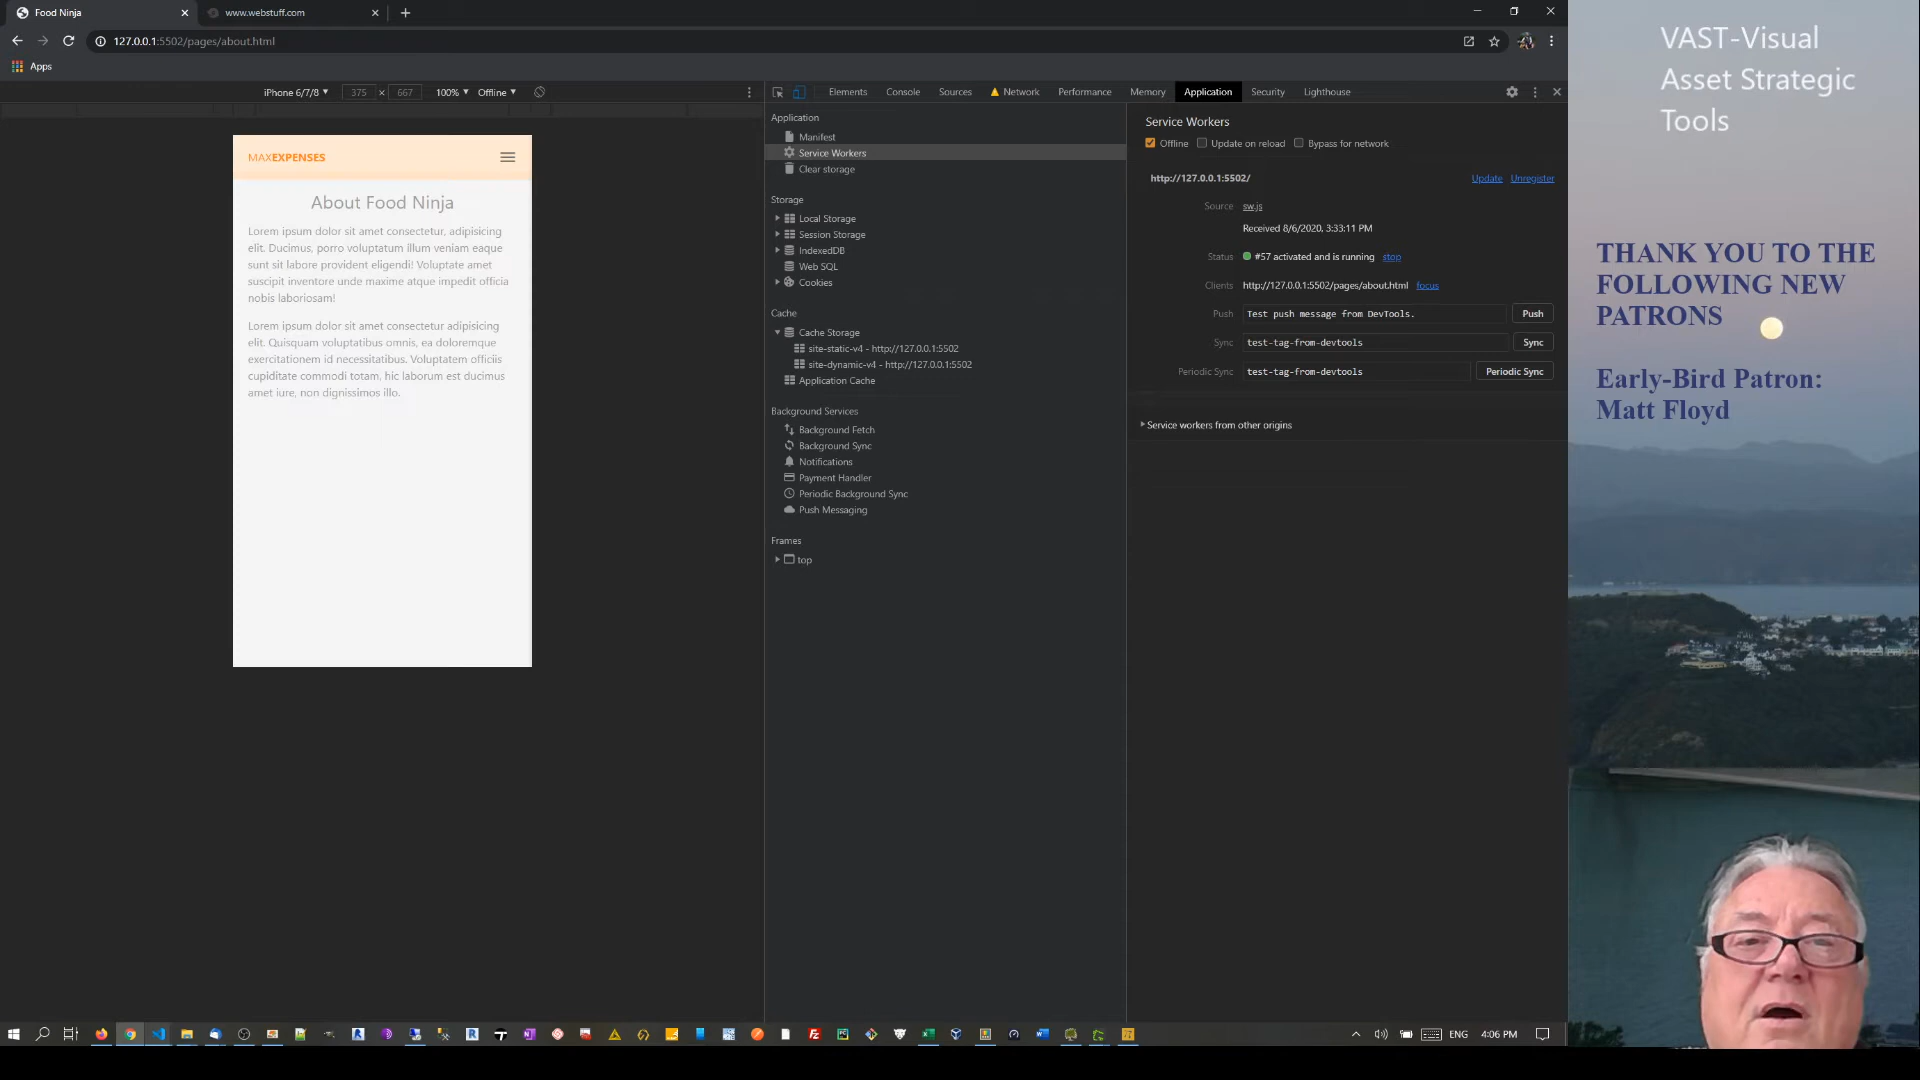 Food Ninja
www.webstuff.com
127.0.0.1:5502/pages/about.html
Apps
iPhone 6/7/8
375 × 667
100%
Offline
MAXEXPENSES
About Food Ninja
Lorem ipsum dolor sit amet consectetur, adipisicing
elit. Ducimus, porro voluptatum illum veniam eaque
sunt sit labore provident eligendi! Voluptate amet
suscipit inventore unde maxime atque impedit officia
nobis laboriosam!
Lorem ipsum dolor sit amet consectetur adipisicing
elit. Quisquam voluptatibus omnis, ea doloremque
exercitationem id necessitatibus. Voluptatem officiis
cupiditate commodi totam, hic laborum est ducimus
amet iure, non dignissimos illo.
Elements Console Sources Network Performance Memory Application Security Lighthouse
Application
Manifest
Service Workers
Clear storage
Storage
Local Storage
Session Storage
IndexedDB
Web SQL
Cookies
Cache
Cache Storage
site-static-v4 - http://127.0.0.1:5502
site-dynamic-v4 - http://127.0.0.1:5502
Application Cache
Background Services
Background Fetch
Background Sync
Notifications
Payment Handler
Periodic Background Sync
Push Messaging
Frames
top
Service Workers
Offline Update on reload Bypass for network
http://127.0.0.1:5502/ Update Unregister
Source sw.js
Received 8/6/2020, 3:33:11 PM
Status #57 activated and is running stop
Clients http://127.0.0.1:5502/pages/about.html focus
Push Test push message from DevTools. Push
Sync test-tag-from-devtools Sync
Periodic Sync test-tag-from-devtools Periodic Sync
Service workers from other origins
VAST-Visual
Asset Strategic
Tools
THANK YOU TO THE
FOLLOWING NEW
PATRONS
Early-Bird Patron:
Matt Floyd
ENG 4:06 PM